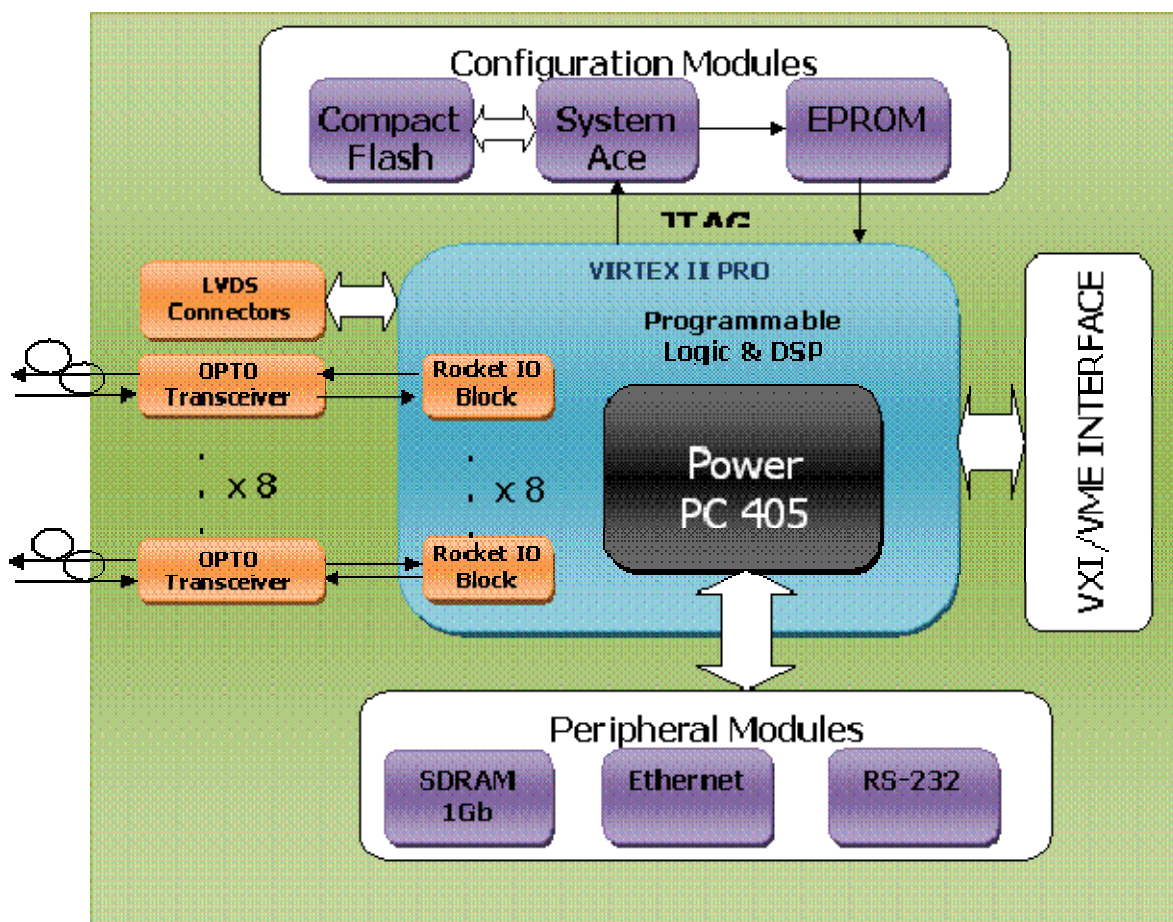 Configuration Modules
Compact
Flash
System
Ace
EPROM
JTAG
VIRTEX II PRO
LVDS
Connectors
Programmable
Logic & DSP
OPTO
Transceiver
Rocket IO
Block
x 8
x 8
Power
PC 405
OPTO
Transceiver
Rocket IO
Block
VXI/VME INTERFACE
Peripheral Modules
SDRAM
1Gb
Ethernet
RS-232